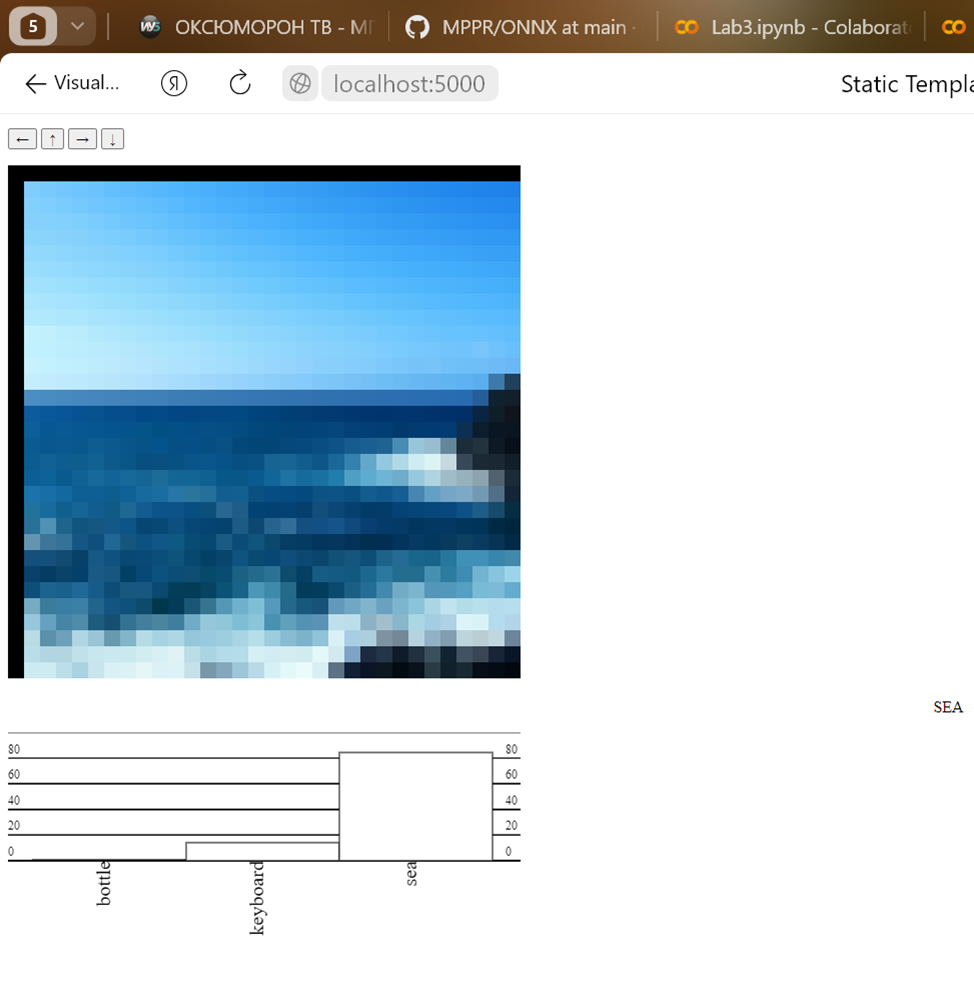 5 ОКСЮМОРОН ТВ - МГ MPPR/ONNX at main · Lab3.ipynb - Colaborat
Visual... Я localhost:5000 Static Templa
← ↑ → ↓
SEA
80 80
60 60
40 40
20 20
0 0
bottle
keyboard
sea